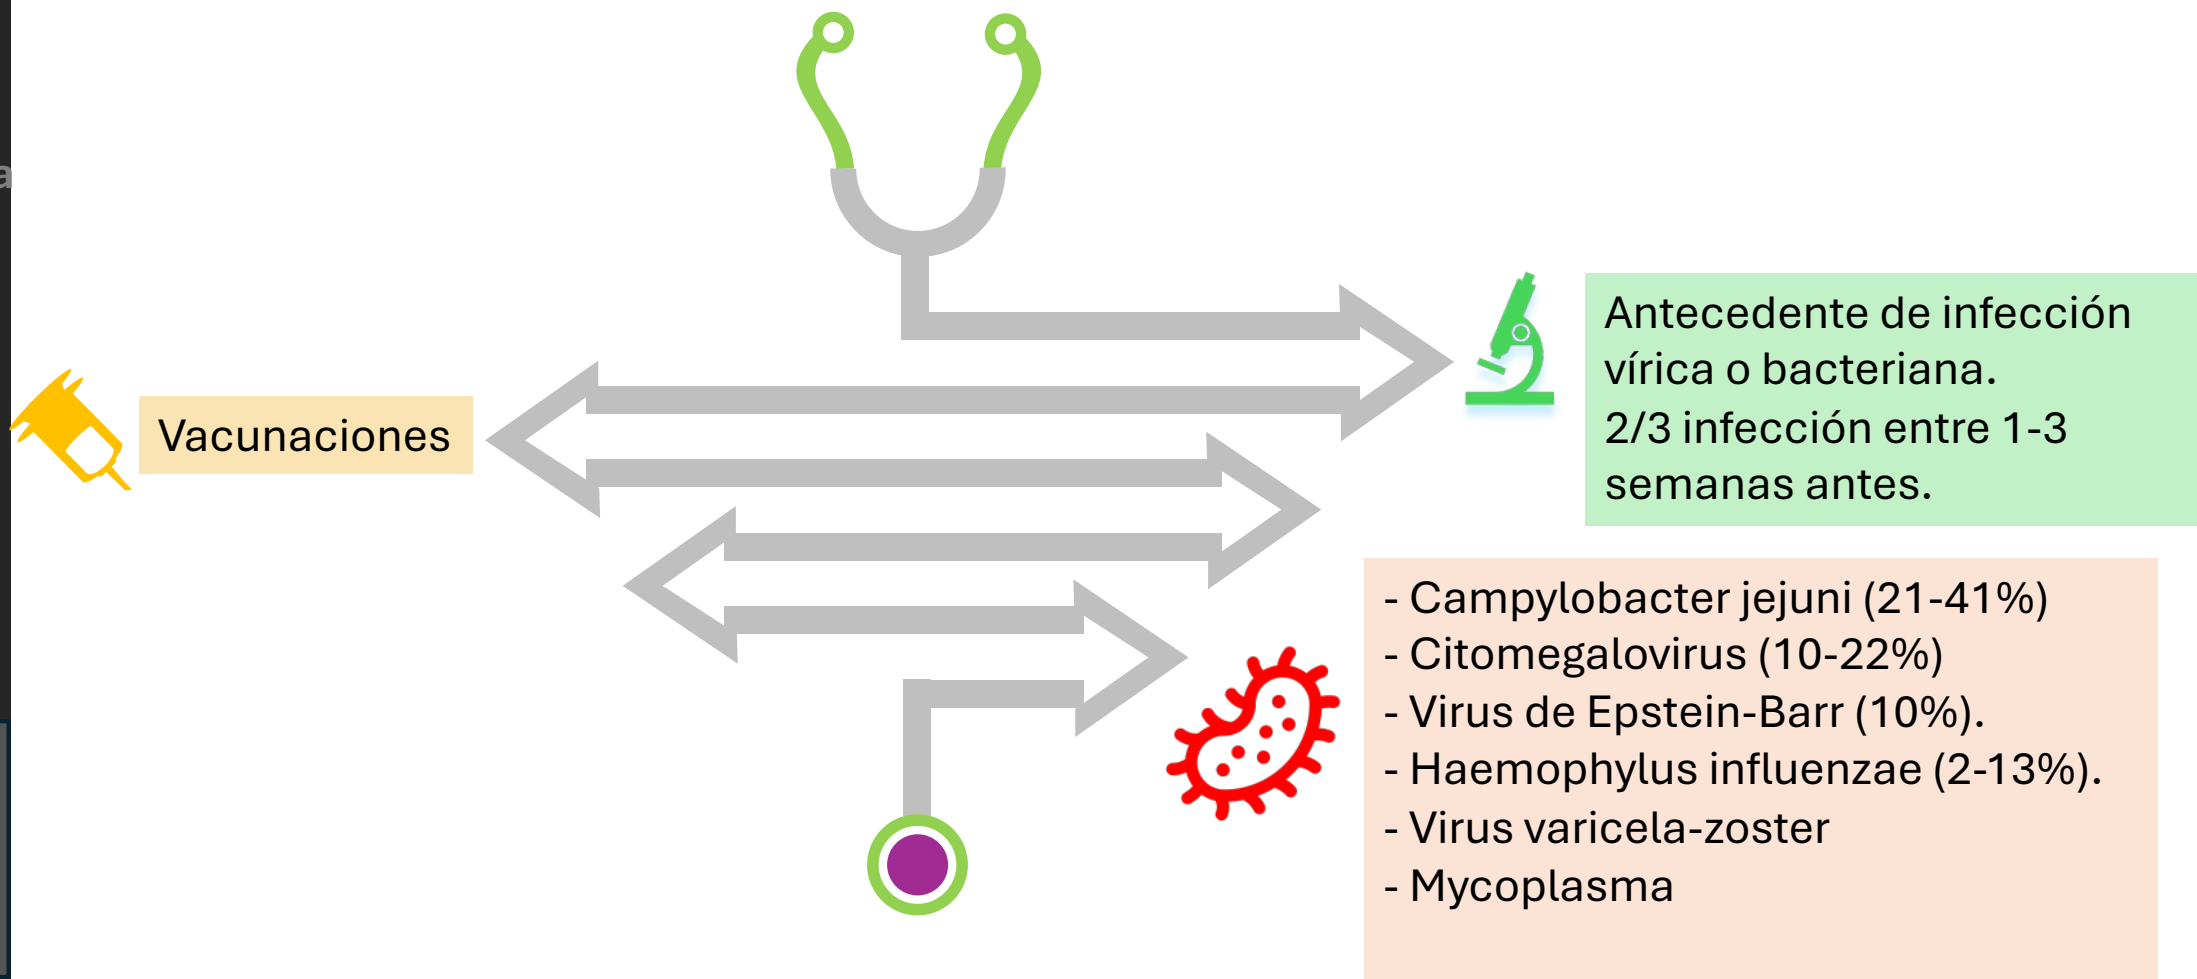 Antecedente de infección
vírica o bacteriana.
2/3 infección entre 1-3
semanas antes.
Vacunaciones
- Campylobacter jejuni (21-41%)
- Citomegalovirus (10-22%)
- Virus de Epstein-Barr (10%).
- Haemophylus influenzae (2-13%).
- Virus varicela-zoster
- Mycoplasma